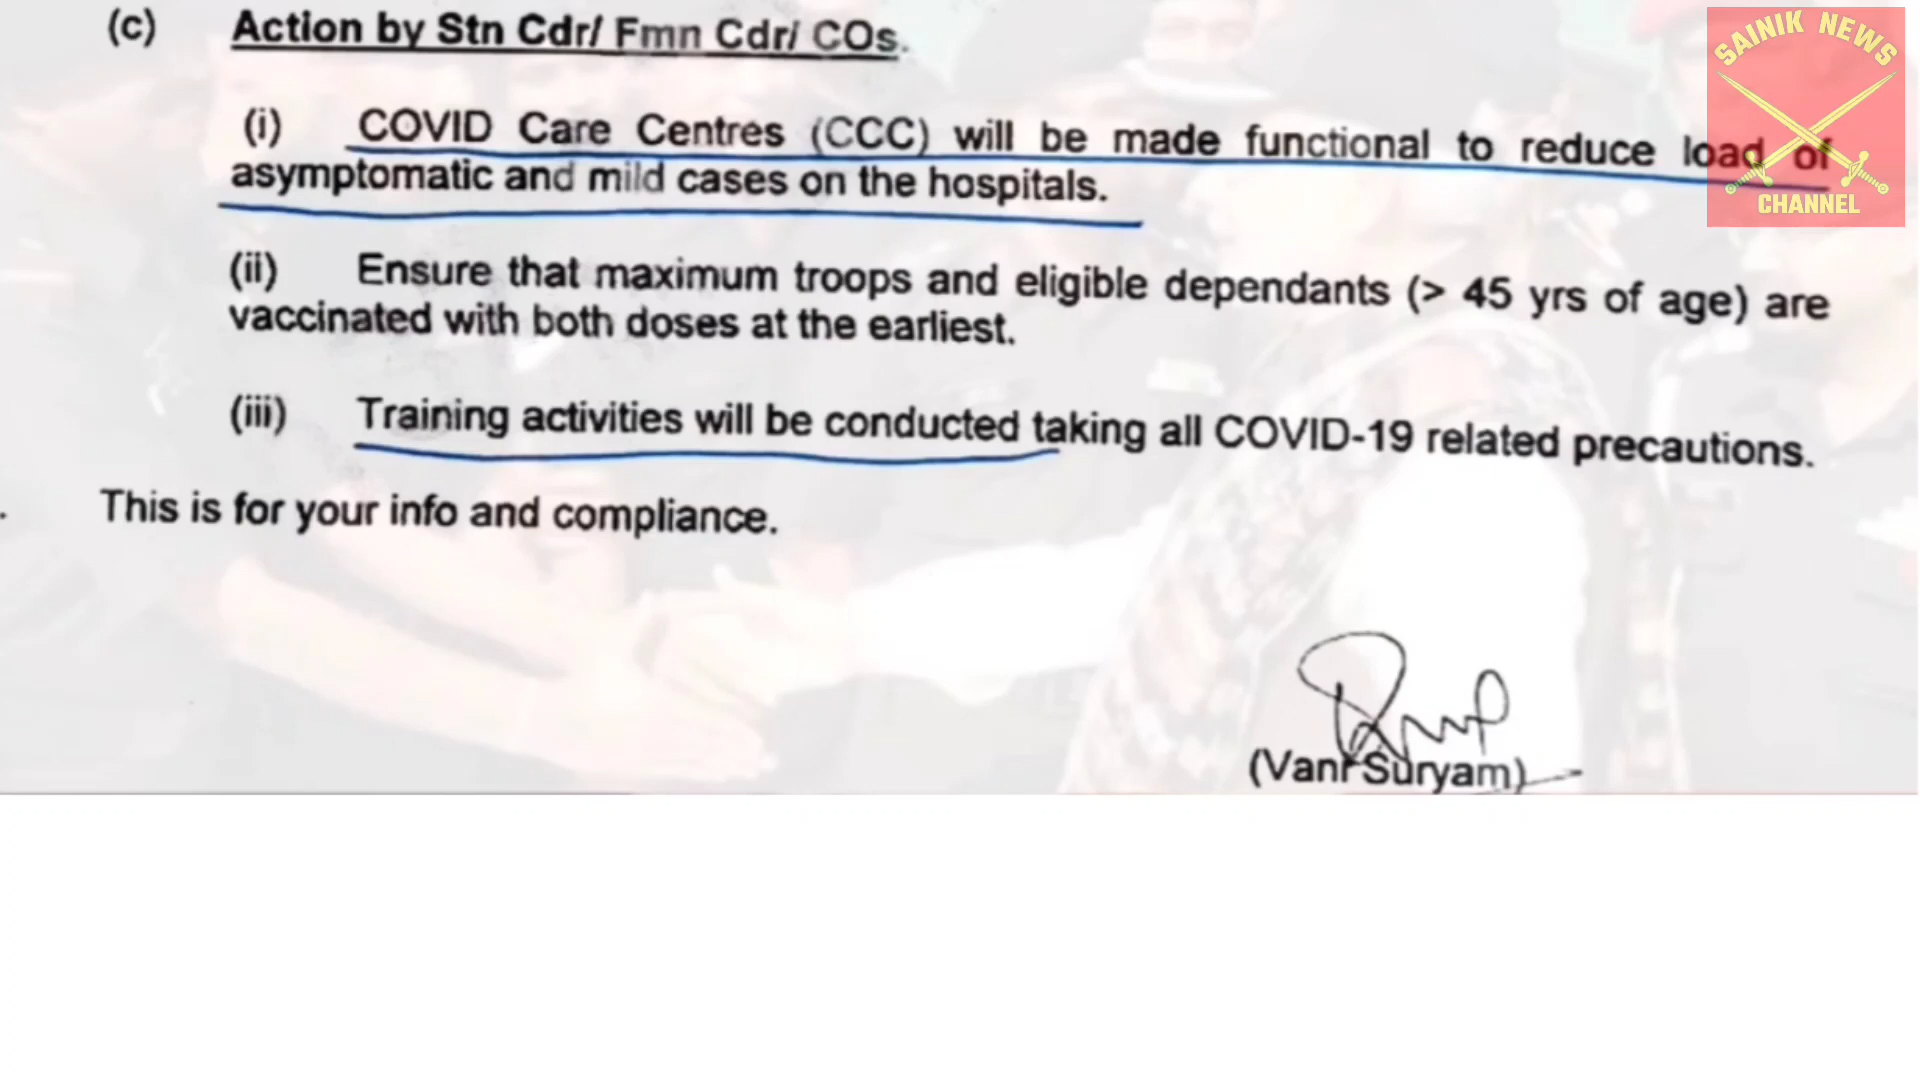 SAINIK NEWS
CHANNEL
(c) Action by Stn Cdr/ Fmn Cdr/ COs.
(i) COVID Care Centres (CCC) will be made functional to reduce load of
asymptomatic and mild cases on the hospitals.
(ii) Ensure that maximum troops and eligible dependants (> 45 yrs of age) are
vaccinated with both doses at the earliest.
(iii) Training activities will be conducted taking all COVID-19 related precautions.
This is for your info and compliance.
(Vani Suryam)